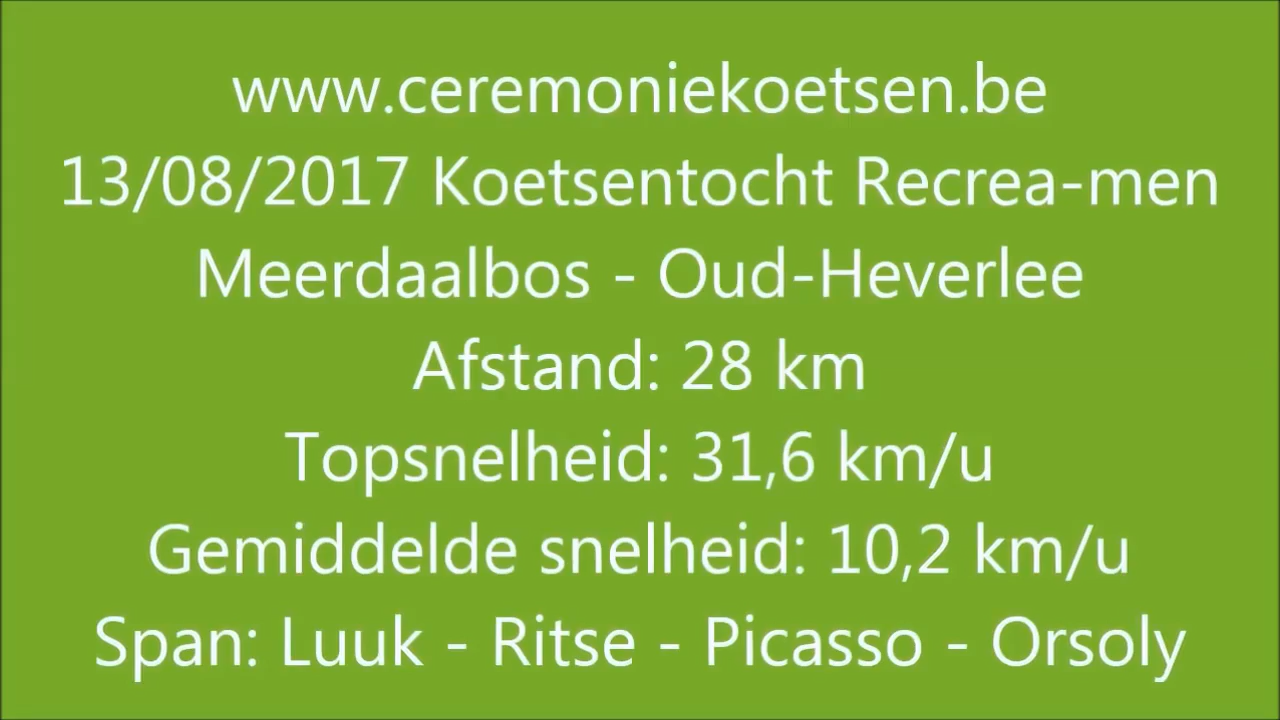 www.ceremoniekoetsen.be
13/08/2017 Koetsentocht Recrea-men
Meerdaalbos - Oud-Heverlee
Afstand: 28 km
Topsnelheid: 31,6 km/u
Gemiddelde snelheid: 10,2 km/u
Span: Luuk - Ritse - Picasso - Orsoly